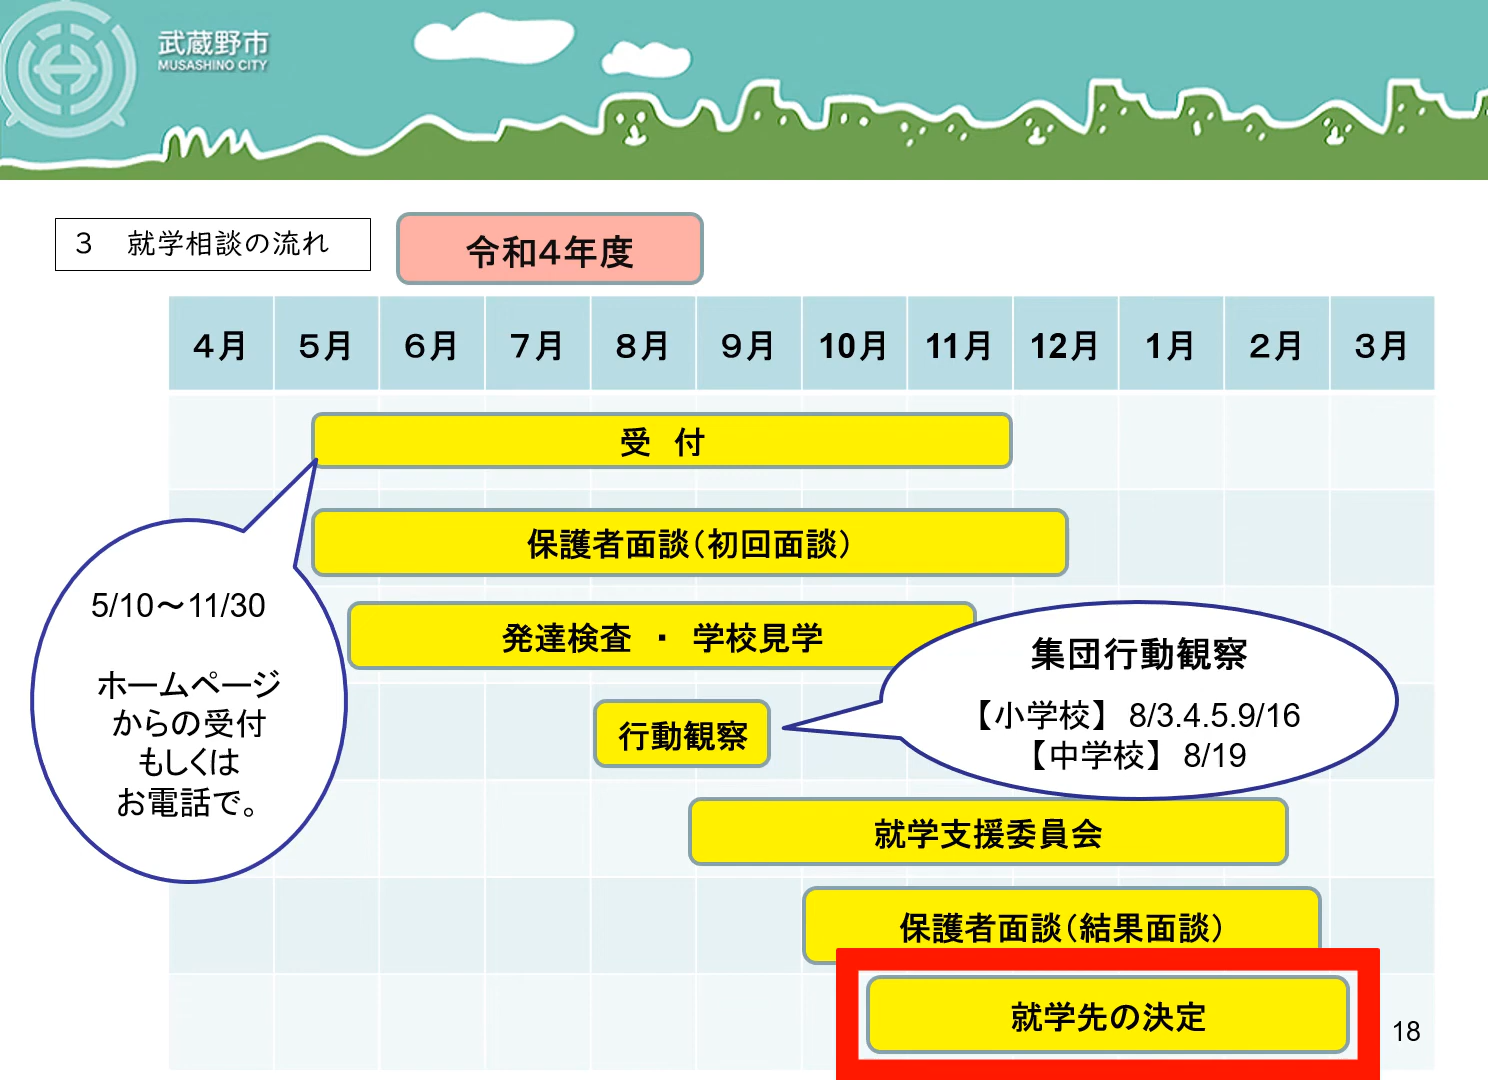 武蔵野市
MUSASHINO CITY
３　就学相談の流れ
令和４年度
４月 ５月 ６月 ７月 ８月 ９月 10月 11月 12月 １月 ２月 ３月
受　付
保護者面談（初回面談）
5/10～11/30
ホームページ
からの受付
もしくは
お電話で。
発達検査　・　学校見学
集団行動観察
【小学校】 8/3.4.5.9/16
【中学校】 8/19
行動観察
就学支援委員会
保護者面談（結果面談）
就学先の決定
18